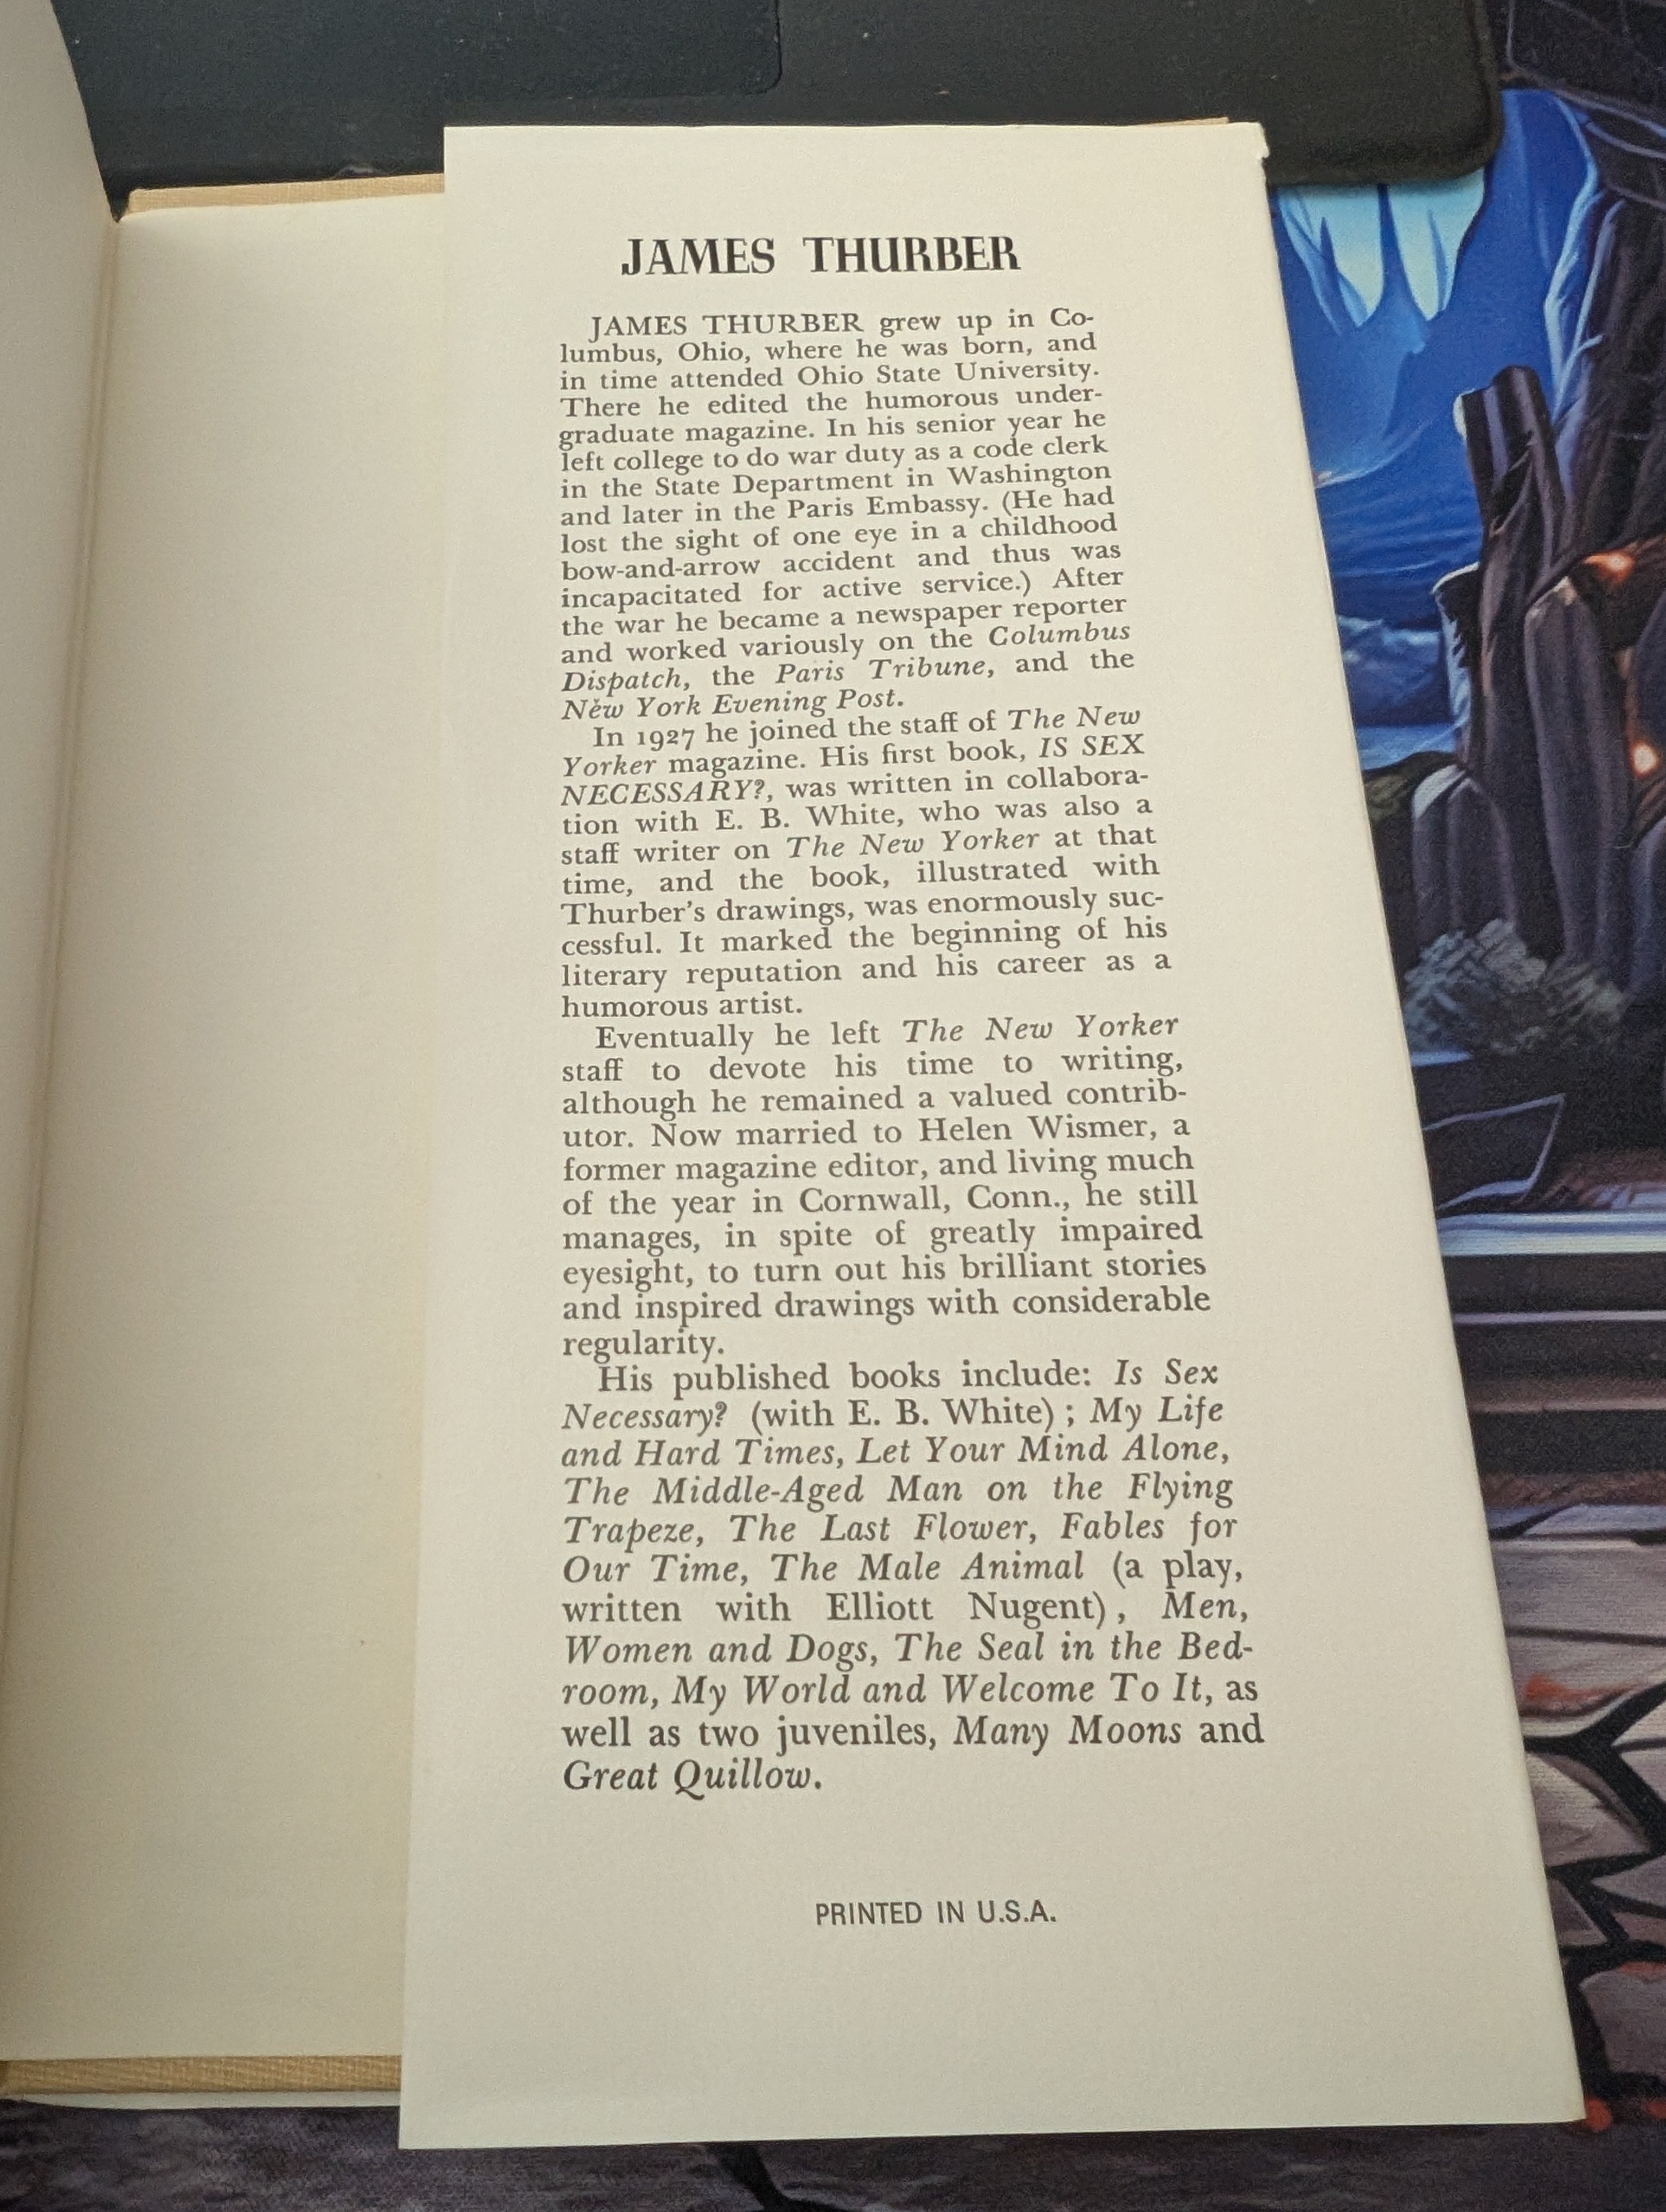 JAMES THURBER
JAMES THURBER grew up in Co-
lumbus, Ohio, where he was born, and
in time attended Ohio State University.
There he edited the humorous under-
graduate magazine. In his senior year he
left college to do war duty as a code clerk
in the State Department in Washington
and later in the Paris Embassy. (He had
lost the sight of one eye in a childhood
bow-and-arrow accident and thus was
incapacitated for active service.) After
the war he became a newspaper reporter
and worked variously on the Columbus
Dispatch, the Paris Tribune, and the
New York Evening Post.
In 1927 he joined the staff of The New
Yorker magazine. His first book, IS SEX
NECESSARY?, was written in collabora-
tion with E. B. White, who was also a
staff writer on The New Yorker at that
time, and the book, illustrated with
Thurber's drawings, was enormously suc-
cessful. It marked the beginning of his
literary reputation and his career as a
humorous artist.
Eventually he left The New Yorker
staff to devote his time to writing,
although he remained a valued contrib-
utor. Now married to Helen Wismer, a
former magazine editor, and living much
of the year in Cornwall, Conn., he still
manages, in spite of greatly impaired
eyesight, to turn out his brilliant stories
and inspired drawings with considerable
regularity.
His published books include: Is Sex
Necessary? (with E. B. White) ; My Life
and Hard Times, Let Your Mind Alone,
The Middle-Aged Man on the Flying
Trapeze, The Last Flower, Fables for
Our Time, The Male Animal (a play,
written with Elliott Nugent) , Men,
Women and Dogs, The Seal in the Bed-
room, My World and Welcome To It, as
well as two juveniles, Many Moons and
Great Quillow.
PRINTED IN U.S.A.